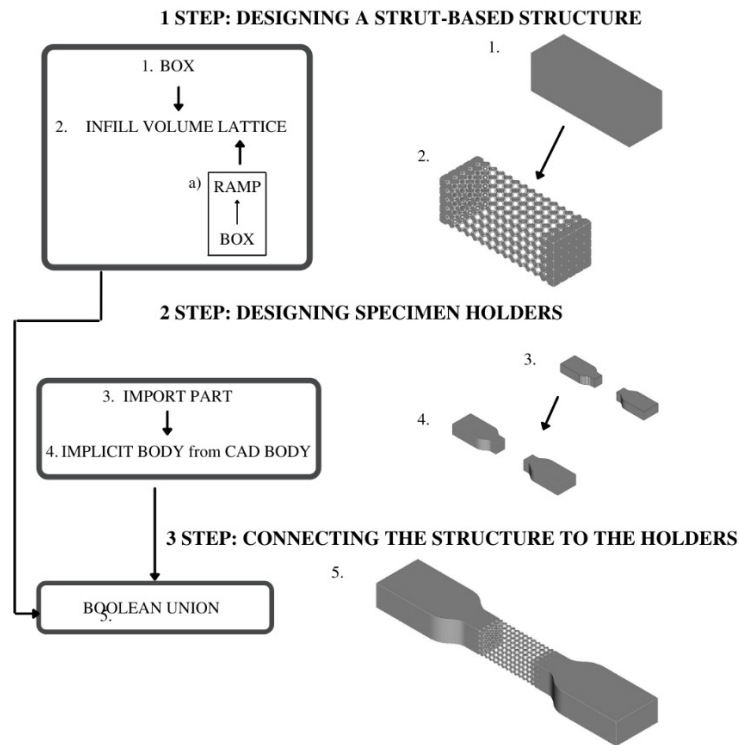 1 STEP: DESIGNING A STRUT-BASED STRUCTURE
1. BOX
2. INFILL VOLUME LATTICE
a) RAMP
BOX
1.
2.
2 STEP: DESIGNING SPECIMEN HOLDERS
3. IMPORT PART
4. IMPLICIT BODY from CAD BODY
3.
4.
3 STEP: CONNECTING THE STRUCTURE TO THE HOLDERS
BOOLEAN UNION
5.
5.